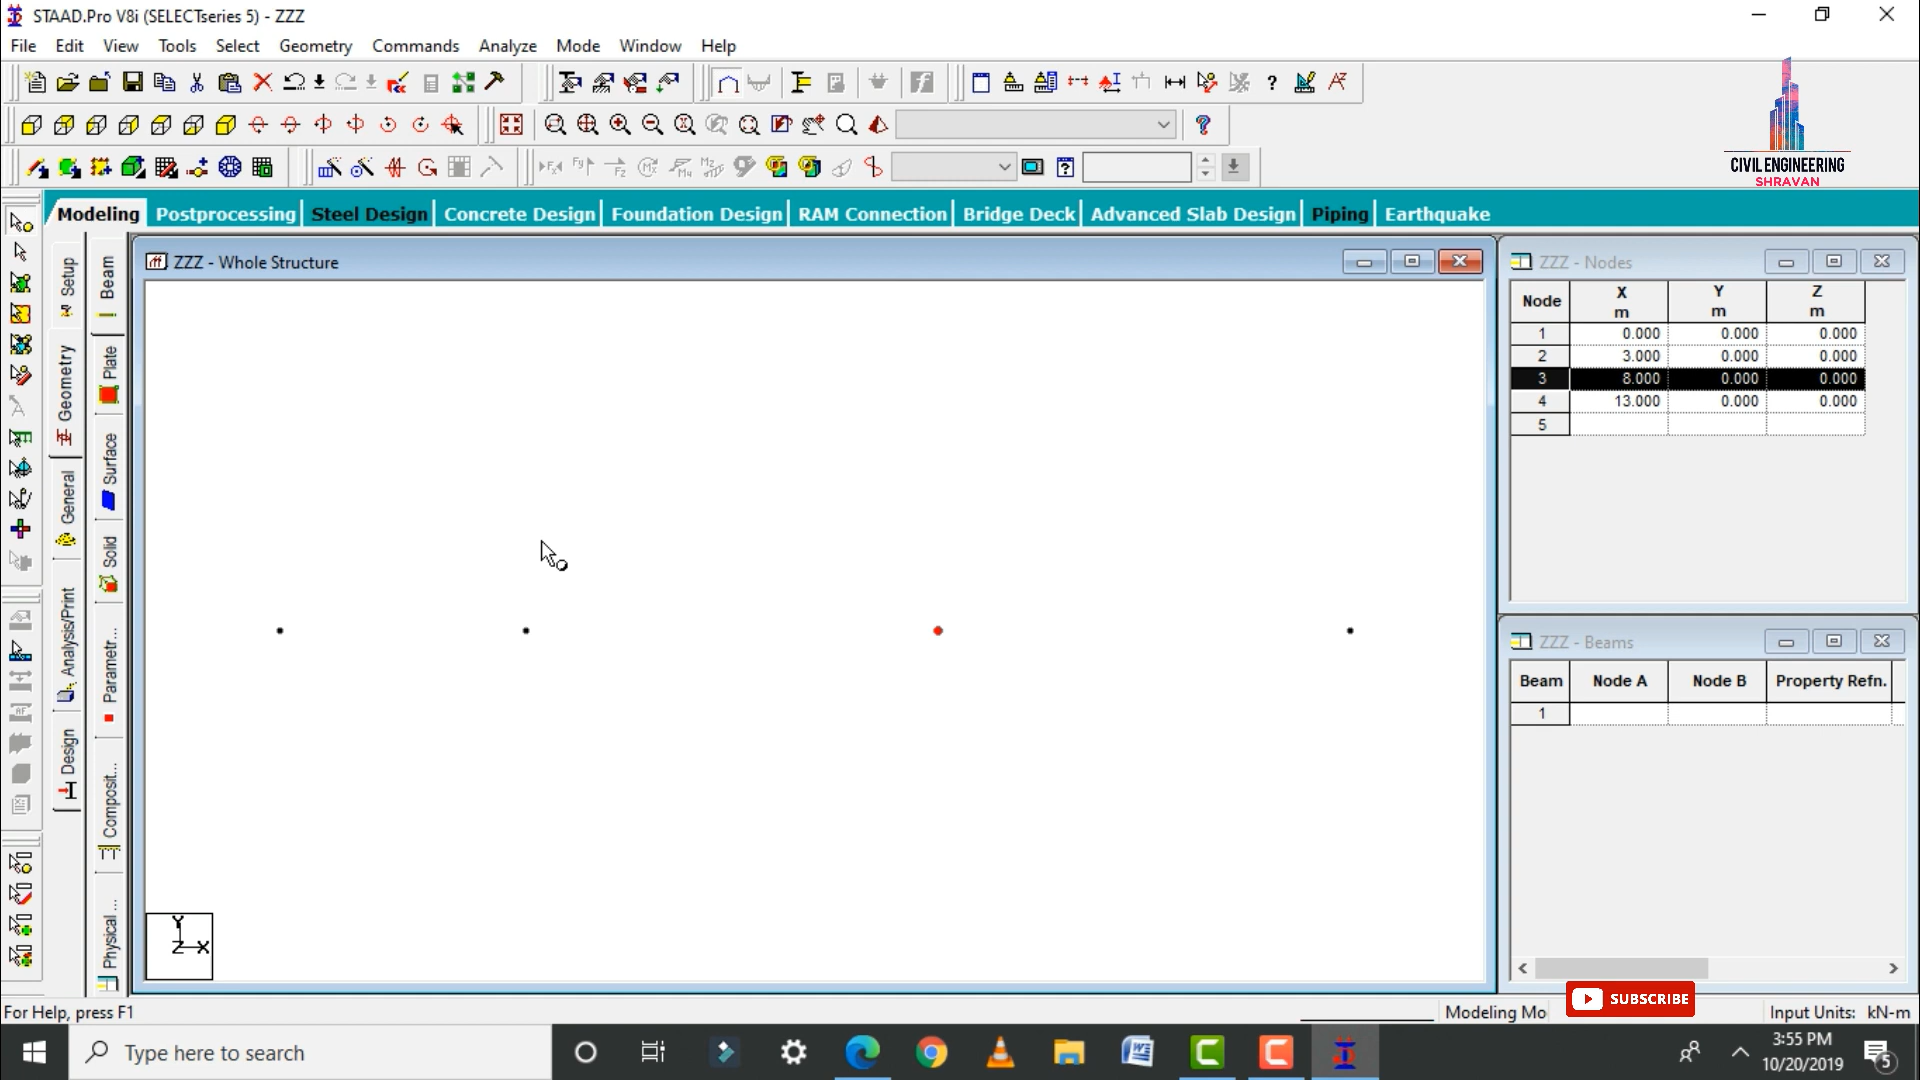 STAAD.Pro V8i (SELECTseries 5) - ZZZ
File Edit View Tools Select Geometry Commands Analyze Mode Window Help
CIVIL ENGINEERING
SHRAVAN
Modeling Postprocessing Steel Design Concrete Design Foundation Design RAM Connection Bridge Deck Advanced Slab Design Piping Earthquake
Setup
Geometry
General
Analysis/Print
Design
Beam
Plate
Surface
Solid
Parametr...
Composit...
Physical ...
ZZZ - Whole Structure
Y
Z X
ZZZ - Nodes
Node X m Y m Z m
1 0.000 0.000 0.000
2 3.000 0.000 0.000
3 8.000 0.000 0.000
4 13.000 0.000 0.000
5
ZZZ - Beams
Beam Node A Node B Property Refn.
1
SUBSCRIBE
For Help, press F1
Modeling Mo
Input Units: kN-m
Type here to search
3:55 PM
10/20/2019
5